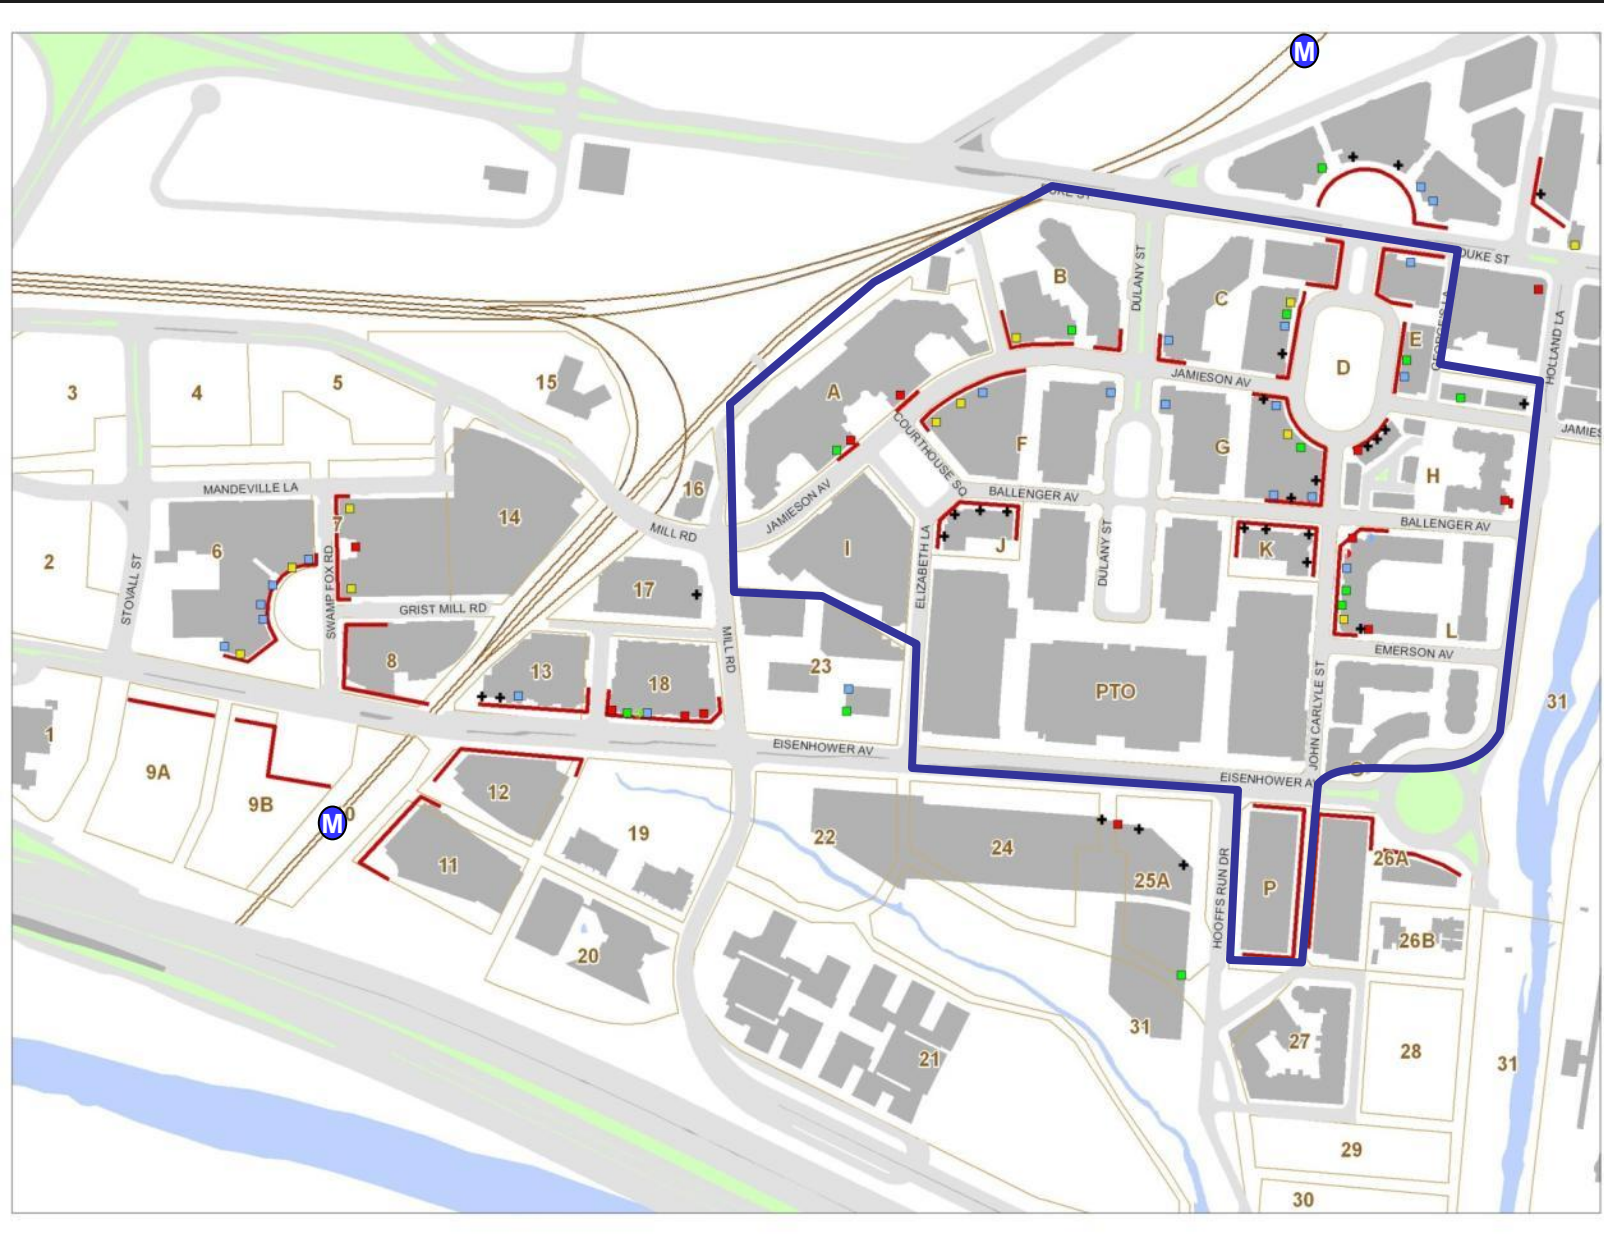 M
DUKE ST
DUKE ST
B
DULANY ST
C
E
GEORGE'S LA
HOLLAND LA
D
JAMIESON AV
3
4
5
15
A
COURTHOUSE SQ
F
G
H
16
MANDEVILLE LA
14
7
MILL RD
JAMIESON AV
BALLENGER AV
BALLENGER AV
I
J
K
2
6
STOVALL ST
SWAMP FOX RD
GRIST MILL RD
17
ELIZABETH LA
DULANY ST
L
EMERSON AV
8
13
18
MILL RD
23
PTO
JOHN CARLYLE ST
31
1
9A
9B
EISENHOWER AV
EISENHOWER AV
M
12
11
19
22
24
25A
HOOFFS RUN DR
P
26A
26B
20
21
31
27
28
31
29
30